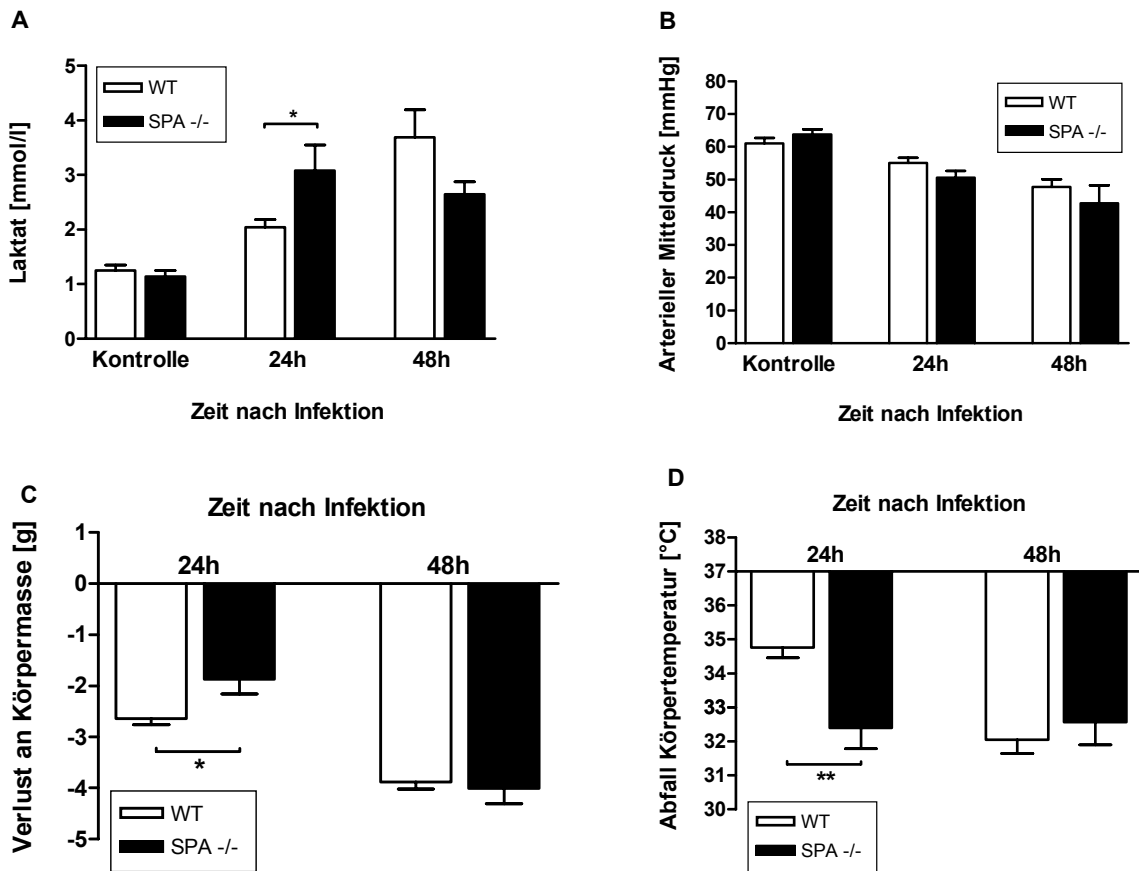 A
Laktat [mmol/l]
5
4
3
2
1
0
WT
SPA -/-
*
Kontrolle 24h 48h
Zeit nach Infektion
B
Arterieller Mitteldruck [mmHg]
80
70
60
50
40
30
20
10
0
WT
SPA -/-
Kontrolle 24h 48h
Zeit nach Infektion
C
Zeit nach Infektion
Verlust an Körpermasse [g]
1
0
-1
-2
-3
-4
-5
24h 48h
*
WT
SPA -/-
D
Zeit nach Infektion
Abfall Körpertemperatur [°C]
38
37
36
35
34
33
32
31
30
24h 48h
**
WT
SPA -/-